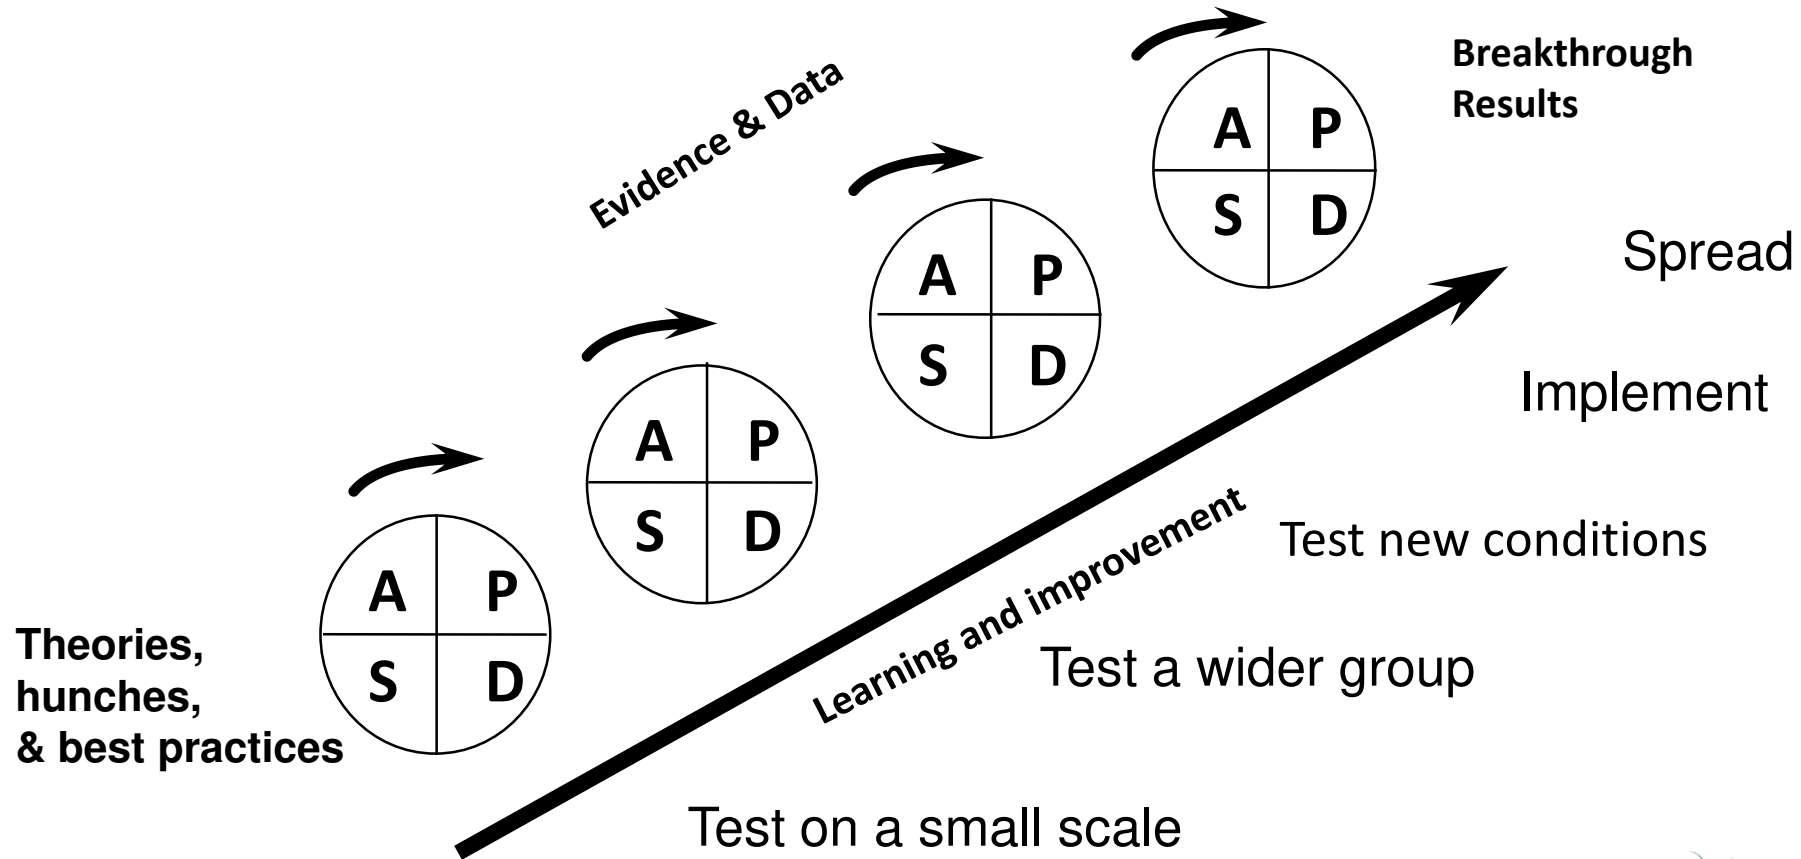 Breakthrough
Results
Evidence & Data
A P
S D
Spread
A P
S D
Implement
A P
S D
Learning and improvement
Test new conditions
A P
S D
Theories,
hunches,
& best practices
Test a wider group
Test on a small scale